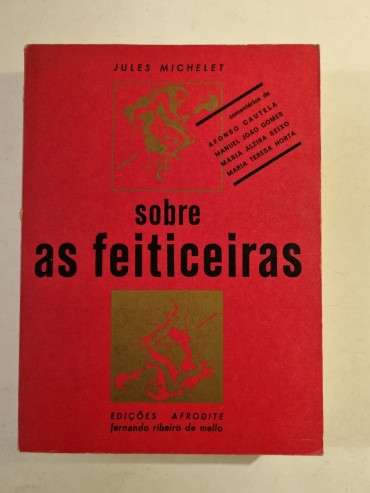 JULES MICHELET
comentários de
AFONSO CAUTELA
MANUEL JOÃO GOMES
MARIA ALZIRA SEIXO
MARIA TERESA HORTA
sobre
as feiticeiras
EDIÇÕES AFRODITE
fernando ribeiro de mello